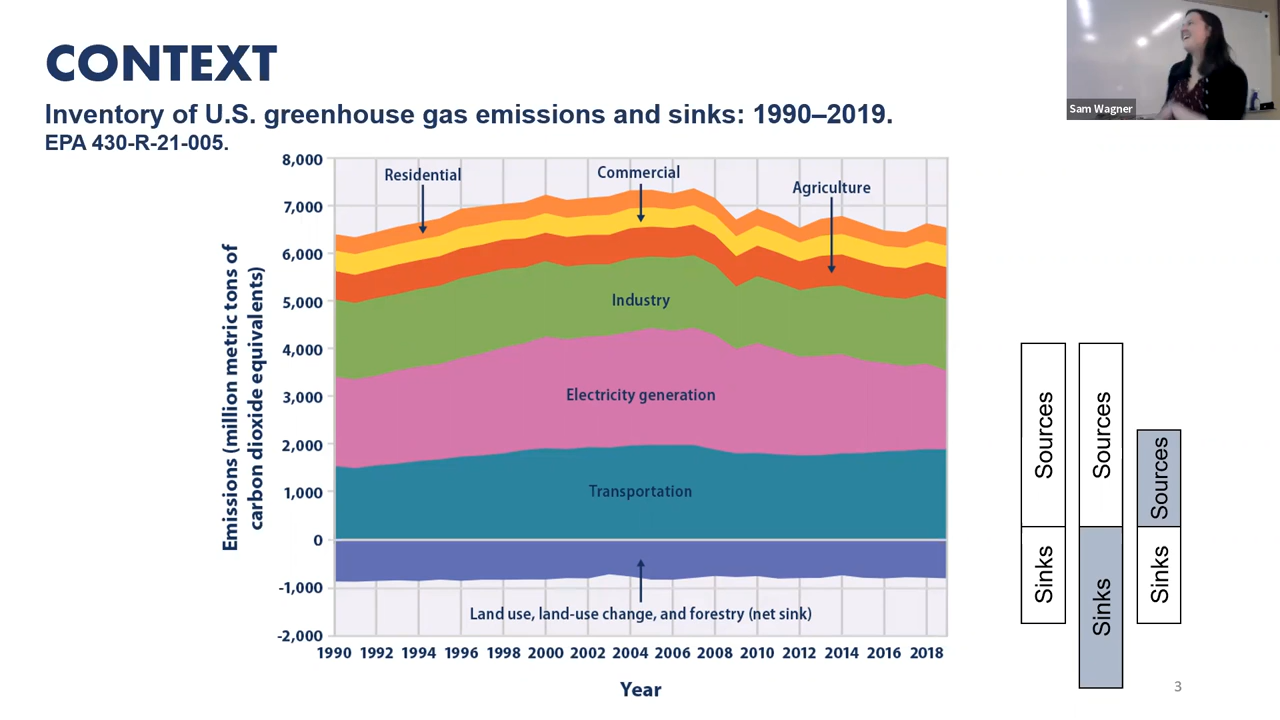 CONTEXT
Inventory of U.S. greenhouse gas emissions and sinks: 1990–2019.
EPA 430-R-21-005.
Sam Wagner
Emissions (million metric tons of
carbon dioxide equivalents)
8,000
7,000
6,000
5,000
4,000
3,000
2,000
1,000
0
-1,000
-2,000
Residential
Commercial
Agriculture
Industry
Electricity generation
Transportation
Land use, land-use change, and forestry (net sink)
1990 1992 1994 1996 1998 2000 2002 2004 2006 2008 2010 2012 2014 2016 2018
Year
Sources
Sources
Sources
Sinks
Sinks
Sinks
3